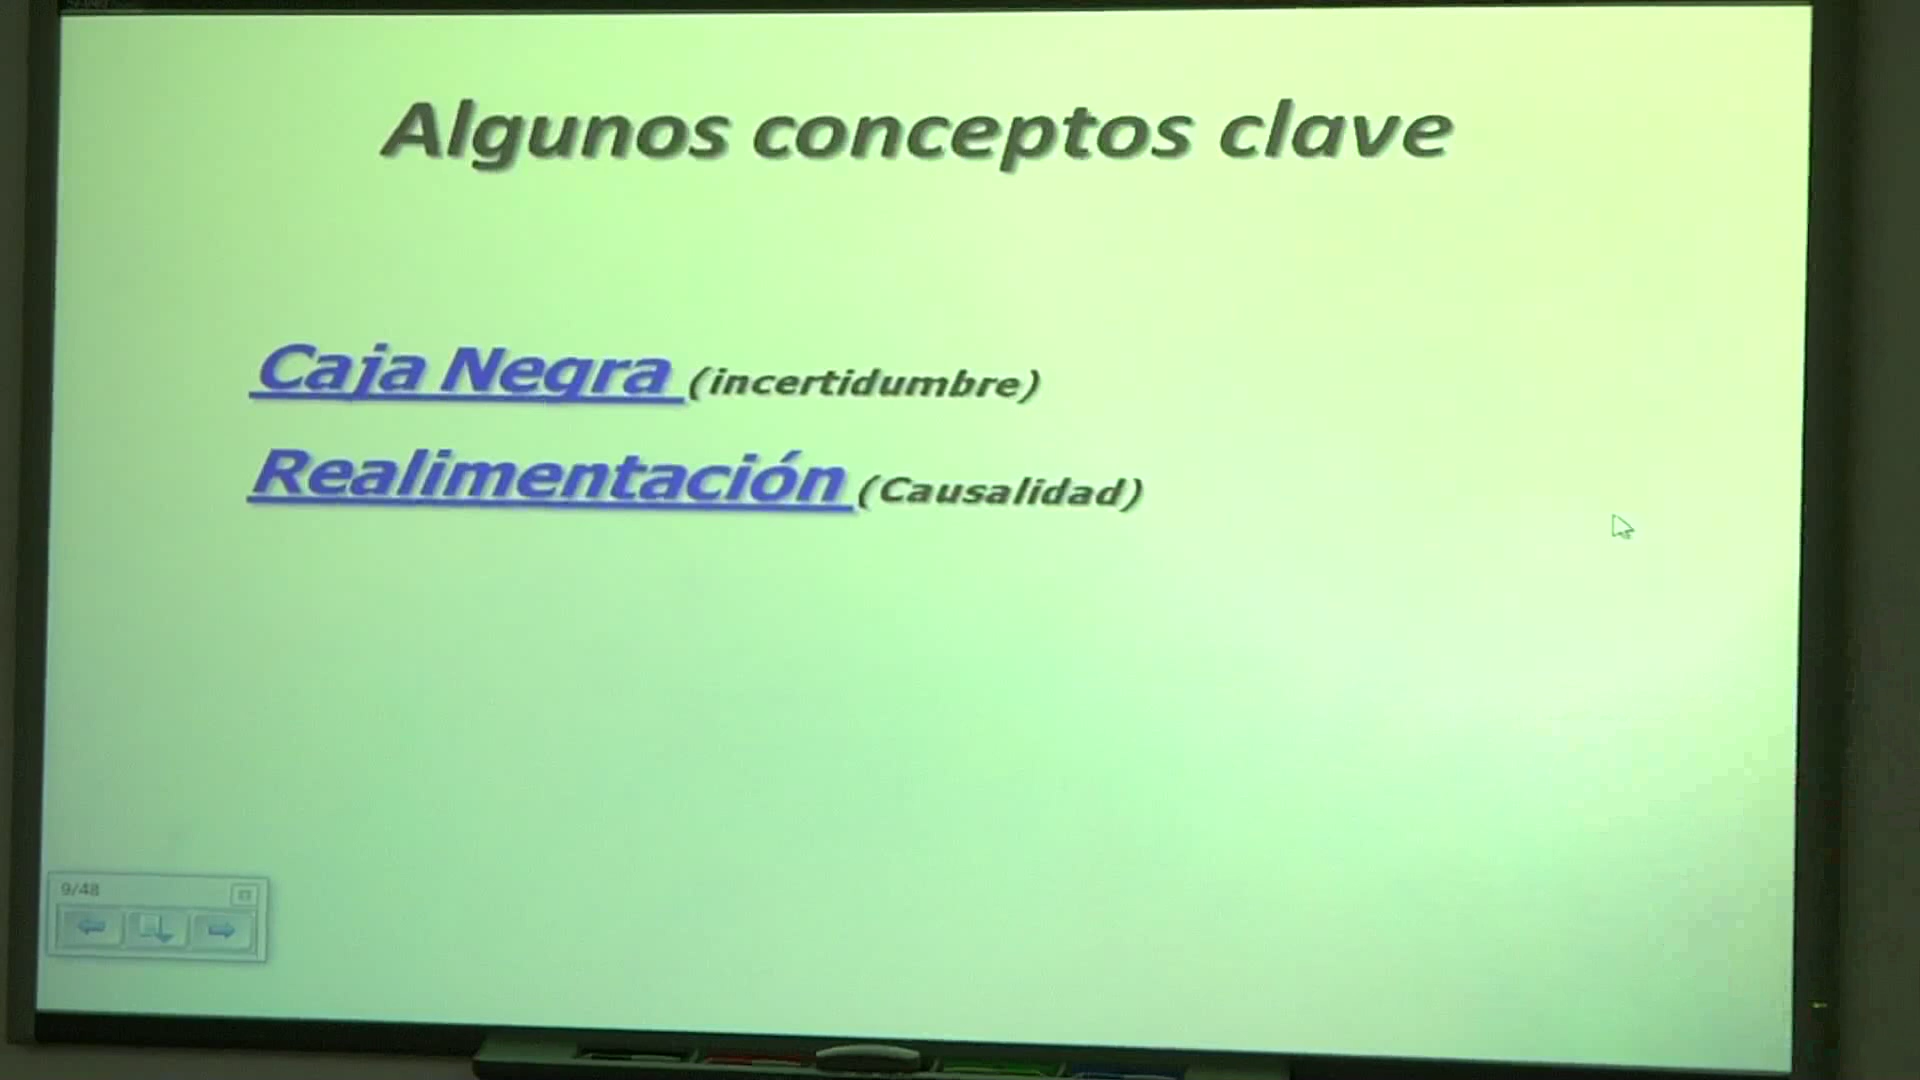 Algunos conceptos clave
Caja Negra (incertidumbre)
Realimentación (Causalidad)
9/48